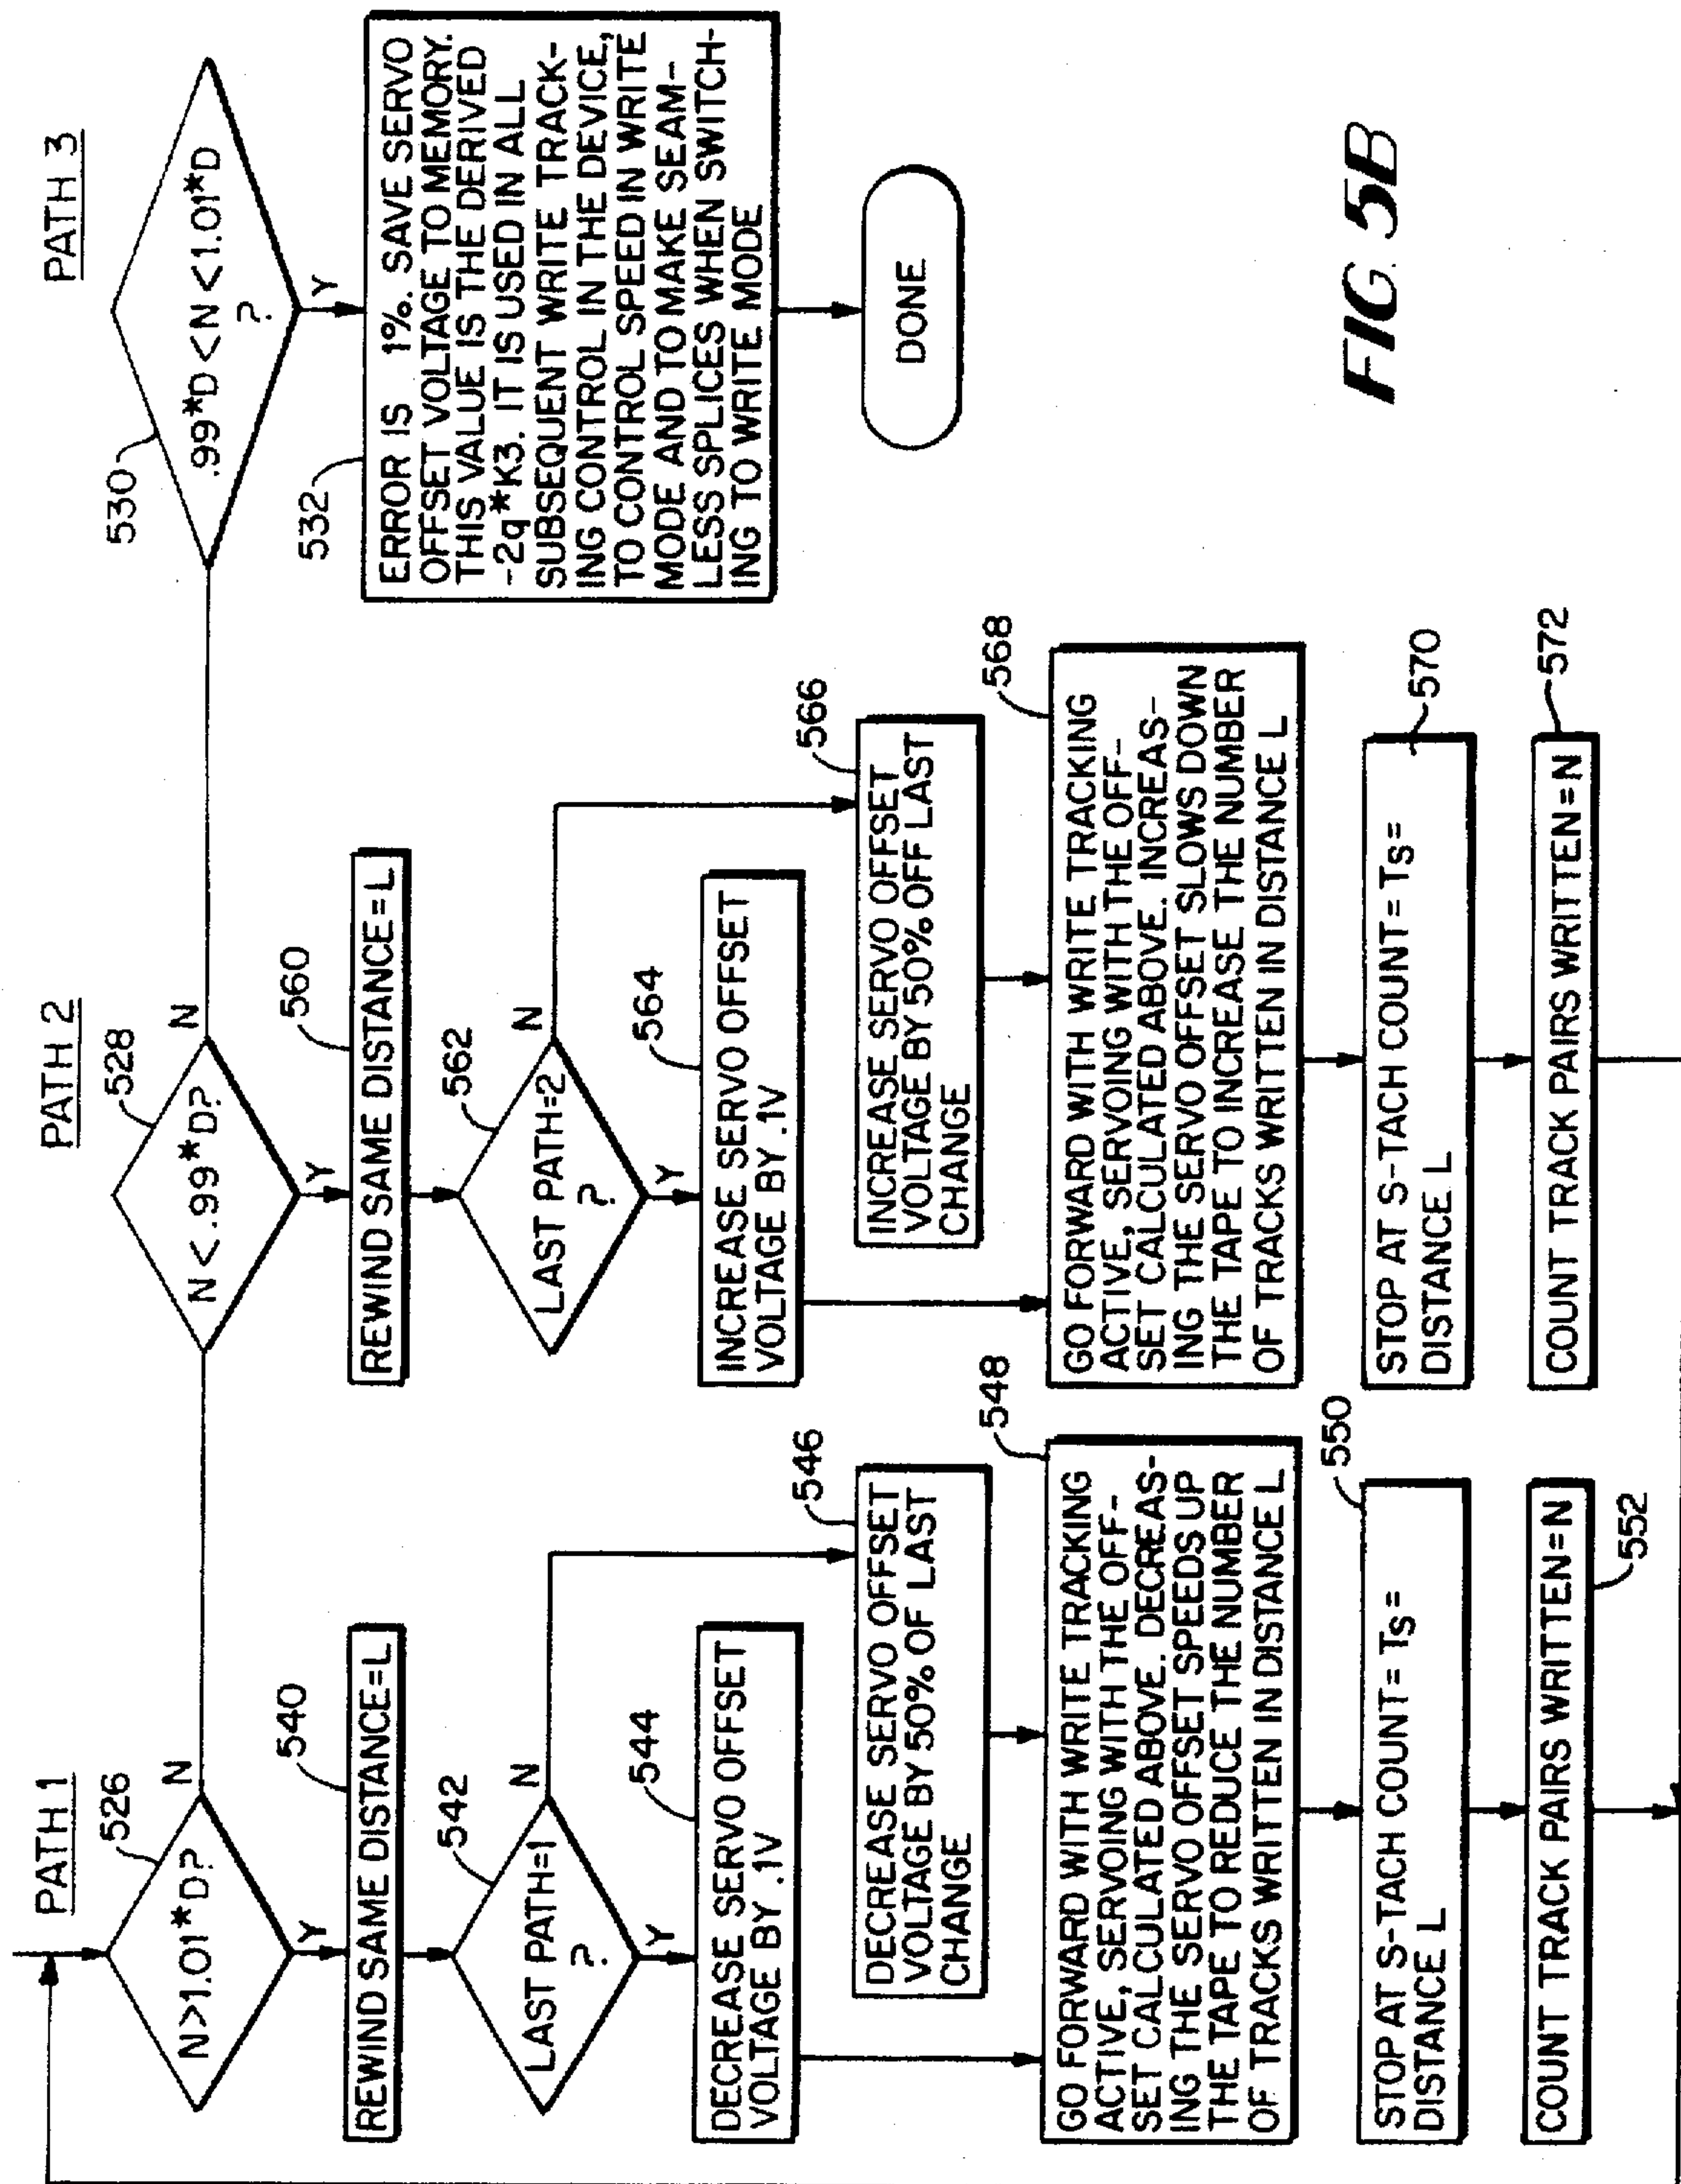 PATH 1
526
N>1.01*D?
N
Y
540
REWIND SAME DISTANCE=L
542
LAST PATH=1
?
N
Y
544
DECREASE SERVO OFFSET
VOLTAGE BY .1V
546
DECREASE SERVO OFFSET
VOLTAGE BY 50% OF LAST
CHANGE
548
GO FORWARD WITH WRITE TRACKING
ACTIVE, SERVOING WITH THE OFF-
SET CALCULATED ABOVE. DECREAS-
ING THE SERVO OFFSET SPEEDS UP
THE TAPE TO REDUCE THE NUMBER
OF TRACKS WRITTEN IN DISTANCE L
550
STOP AT S-TACH COUNT=TS=
DISTANCE L
COUNT TRACK PAIRS WRITTEN=N
552
PATH 2
528
N<.99*D?
N
Y
560
REWIND SAME DISTANCE=L
562
LAST PATH=2
?
N
Y
564
INCREASE SERVO OFFSET
VOLTAGE BY .1V
566
INCREASE SERVO OFFSET
VOLTAGE BY 50% OFF LAST
CHANGE
568
GO FORWARD WITH WRITE TRACKING
ACTIVE, SERVOING WITH THE OFF-
SET CALCULATED ABOVE. INCREAS-
ING THE SERVO OFFSET SLOWS DOWN
THE TAPE TO INCREASE THE NUMBER
OF TRACKS WRITTEN IN DISTANCE L
STOP AT S-TACH COUNT=TS=
DISTANCE L
570
COUNT TRACK PAIRS WRITTEN=N
572
PATH 3
530
.99*D<N<1.01*D
?
Y
532
ERROR IS 1%. SAVE SERVO
OFFSET VOLTAGE TO MEMORY.
THIS VALUE IS THE DERIVED
-2q*K3. IT IS USED IN ALL
SUBSEQUENT WRITE TRACK-
ING CONTROL IN THE DEVICE,
TO CONTROL SPEED IN WRITE
MODE AND TO MAKE SEAM-
LESS SPLICES WHEN SWITCH-
ING TO WRITE MODE
DONE
FIG. 5B